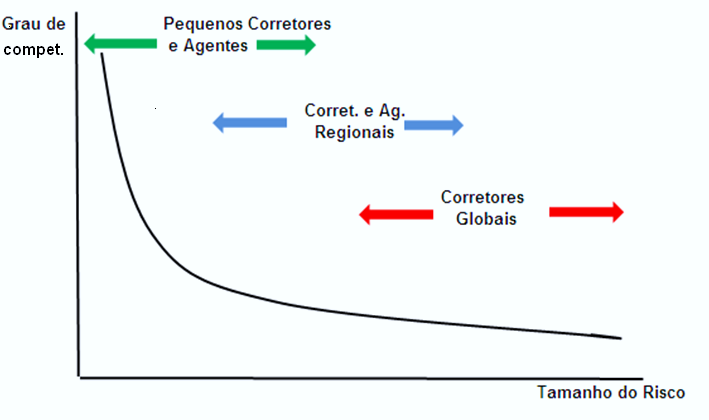 Grau de
compet.
Pequenos Corretores
e Agentes
Corret. e Ag.
Regionais
Corretores
Globais
Tamanho do Risco